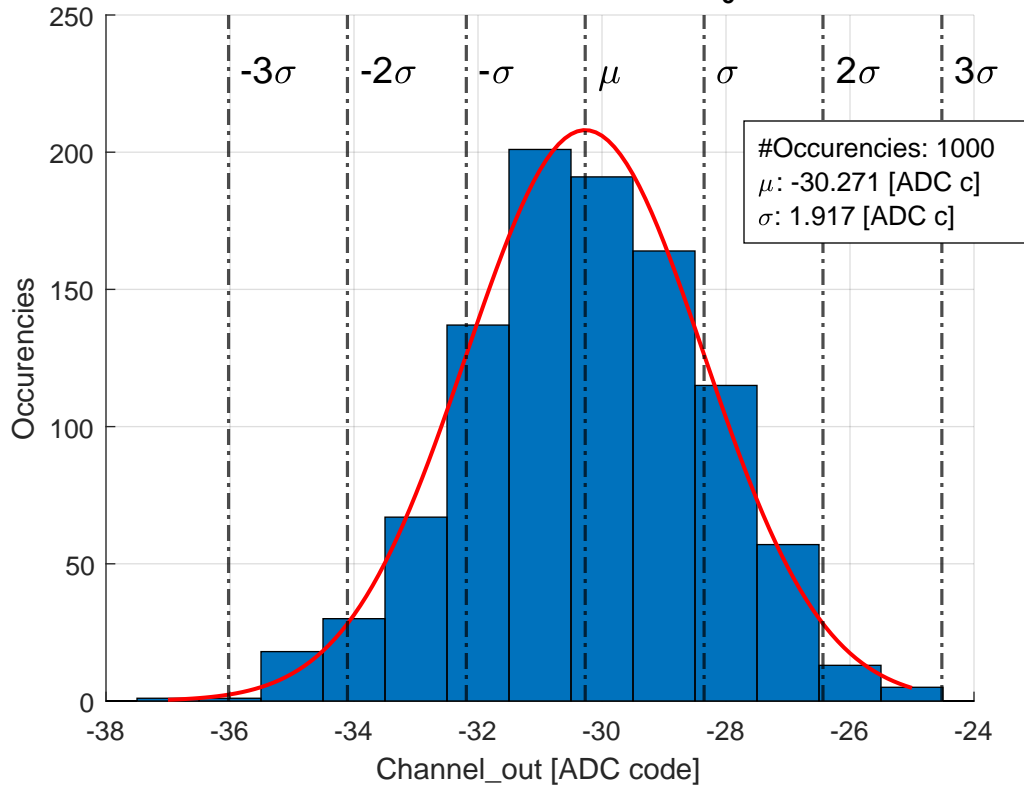 250
200
150
100
50
0
-3σ -2σ -σ μ σ 2σ 3σ
#Occurencies: 1000
μ: -30.271 [ADC c]
σ: 1.917 [ADC c]
Occurencies
-38 -36 -34 -32 -30 -28 -26 -24
Channel_out [ADC code]